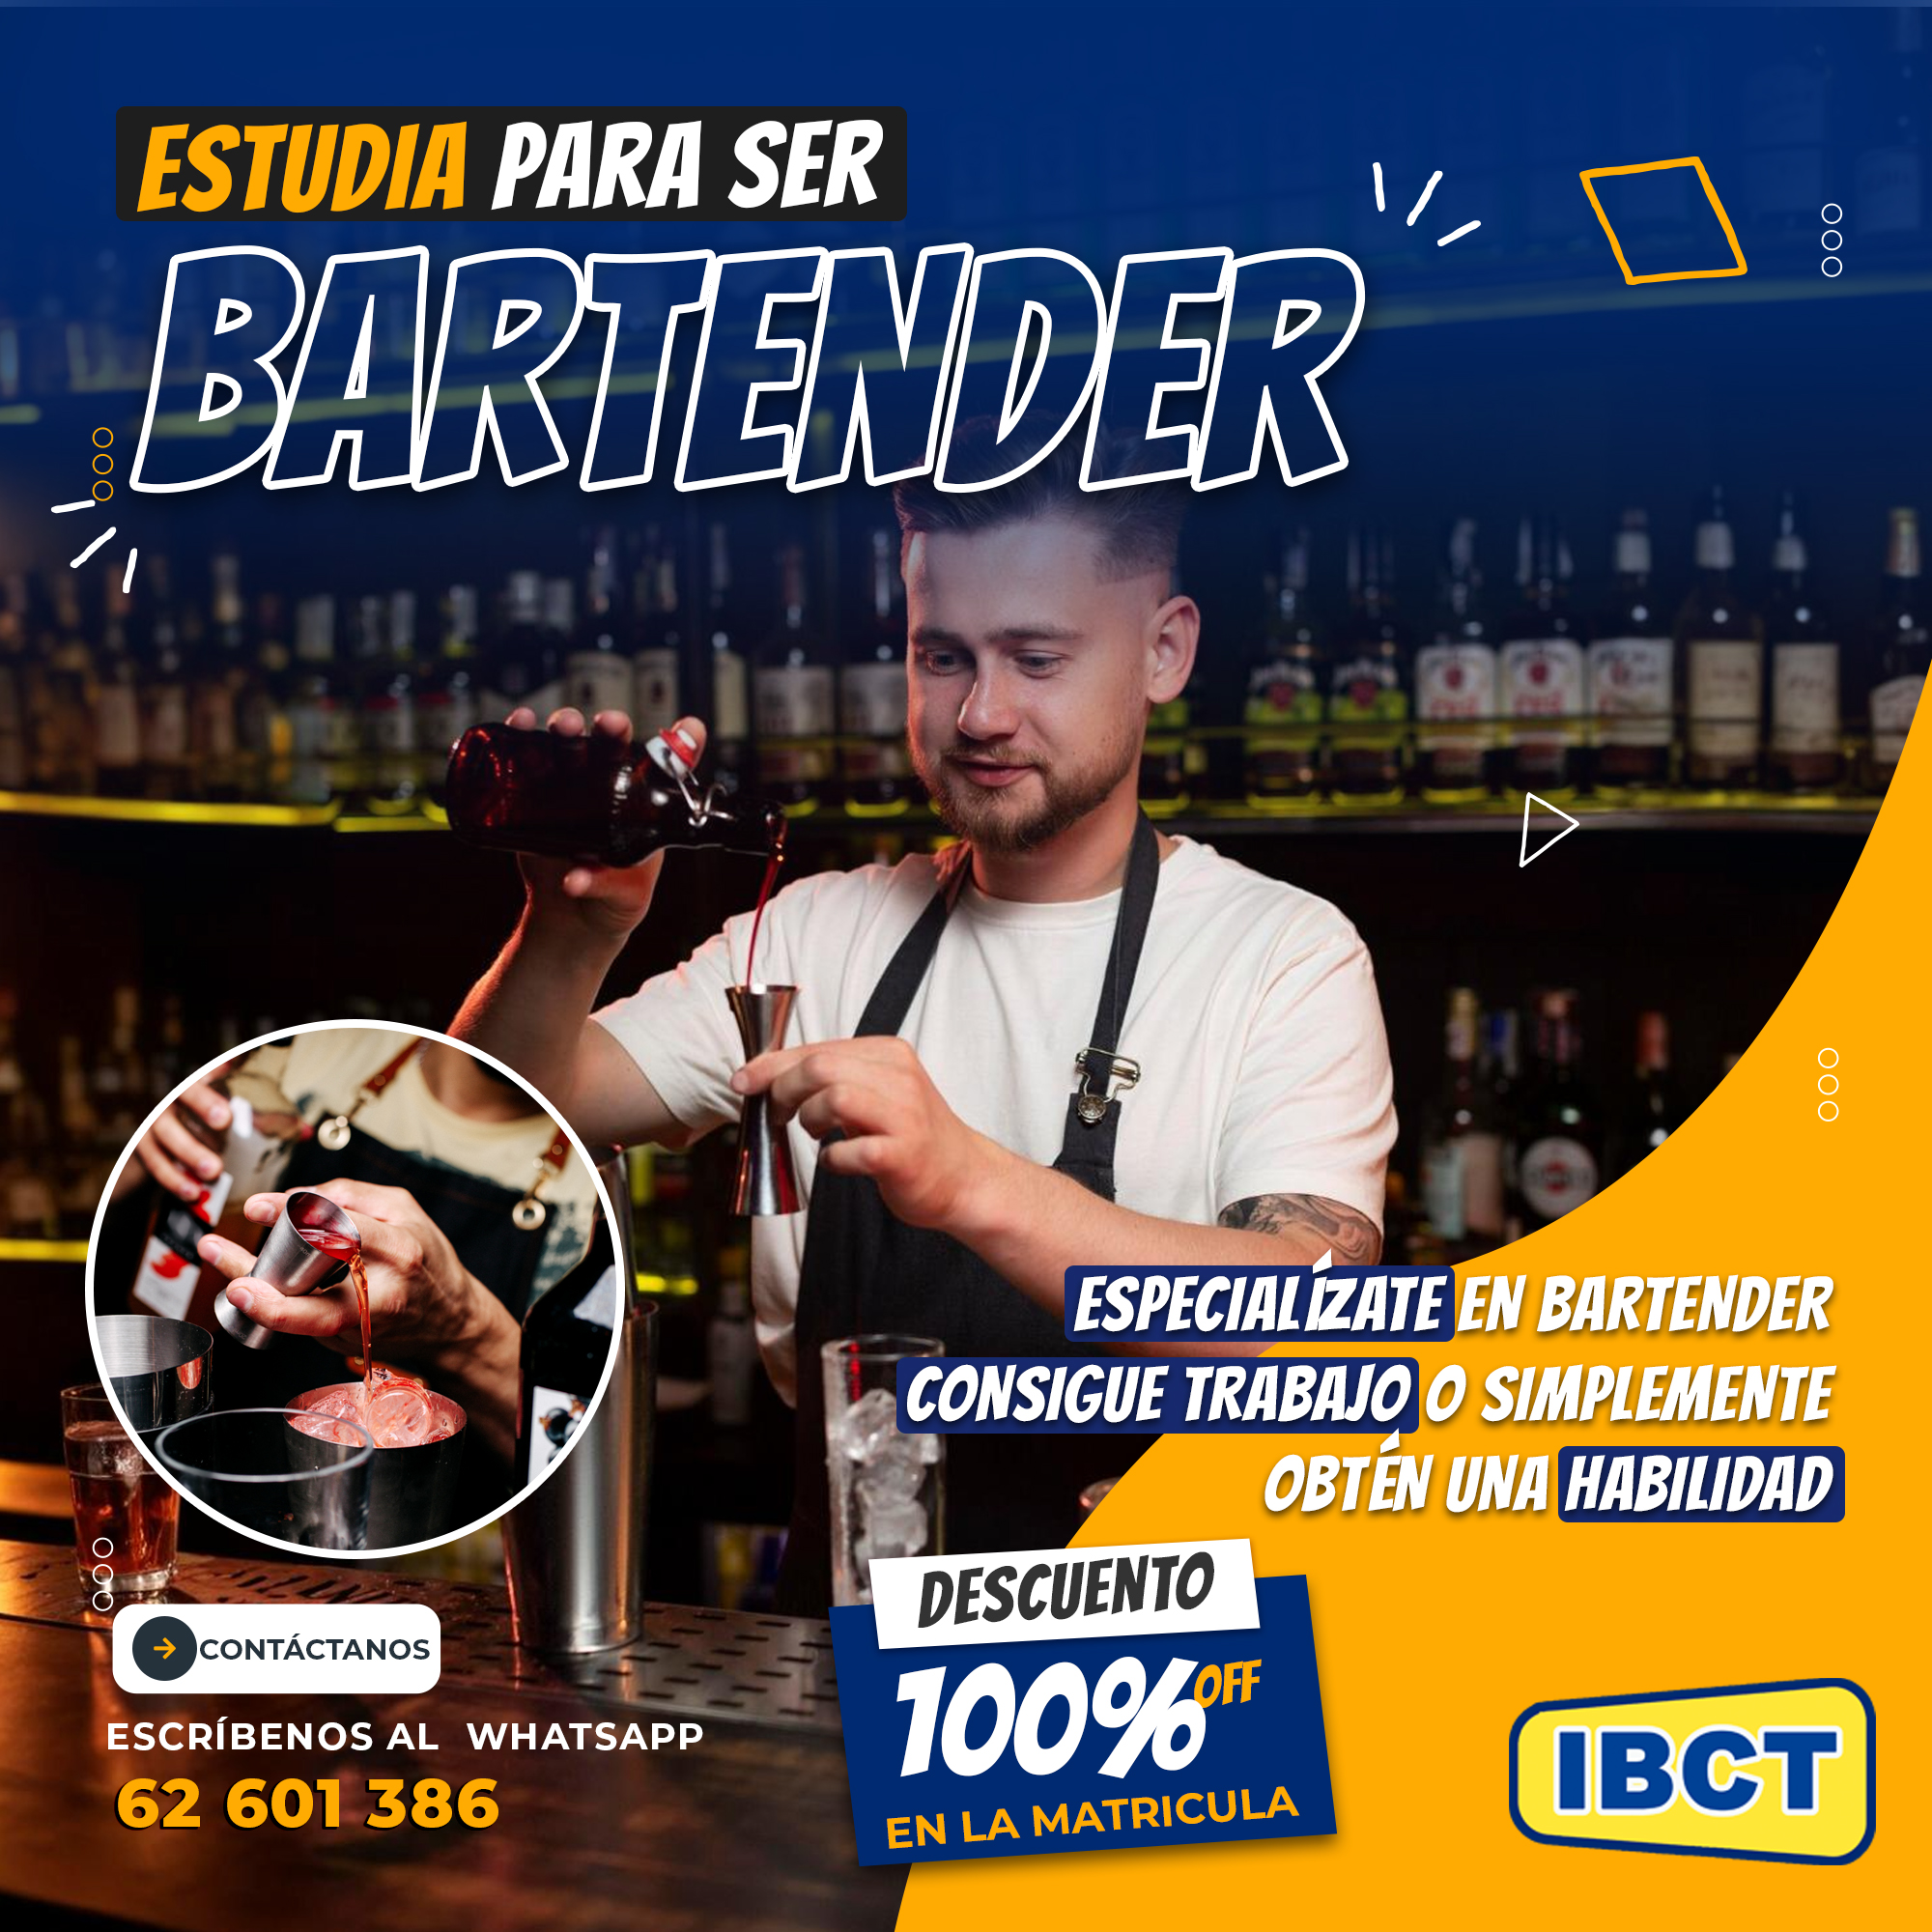 ESTUDIA PARA SER
BARTENDER
ESPECIALÍZATE EN BARTENDER
CONSIGUE TRABAJO O SIMPLEMENTE
OBTÉN UNA HABILIDAD
DESCUENTO
100% OFF
EN LA MATRICULA
CONTÁCTANOS
ESCRÍBENOS AL WHATSAPP
62 601 386
IBCT